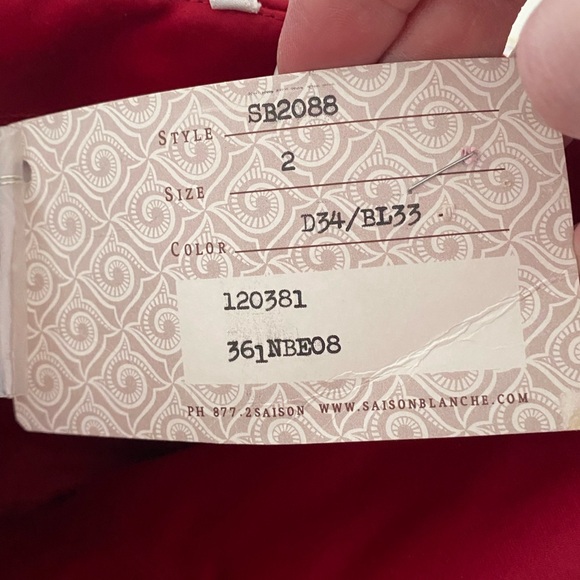 STYLE SB2088
SIZE 2
COLOR D34/BL33 -
120381
361NBE08
PH 877.2SAISON WWW.SAISONBLANCHE.COM